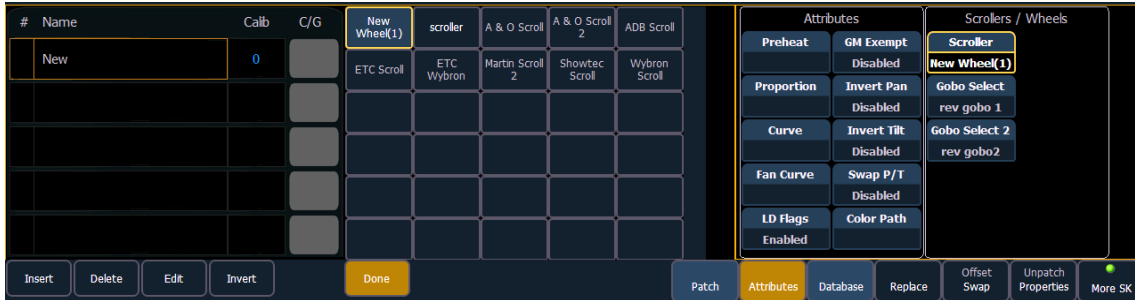 # Name Calib C/G
New 0
New
Wheel(1)
scroller
A & O Scroll
A & O Scroll
2
ADB Scroll
ETC Scroll
ETC
Wybron
Martin Scroll
2
Showtec
Scroll
Wybron
Scroll
Attributes
Preheat
GM Exempt
Disabled
Proportion
Invert Pan
Disabled
Curve
Invert Tilt
Disabled
Fan Curve
Swap P/T
Disabled
LD Flags
Enabled
Color Path
Scrollers / Wheels
Scroller
New Wheel(1)
Gobo Select
rev gobo 1
Gobo Select 2
rev gobo2
Insert
Delete
Edit
Invert
Done
Patch
Attributes
Database
Replace
Offset
Swap
Unpatch
Properties
More SK